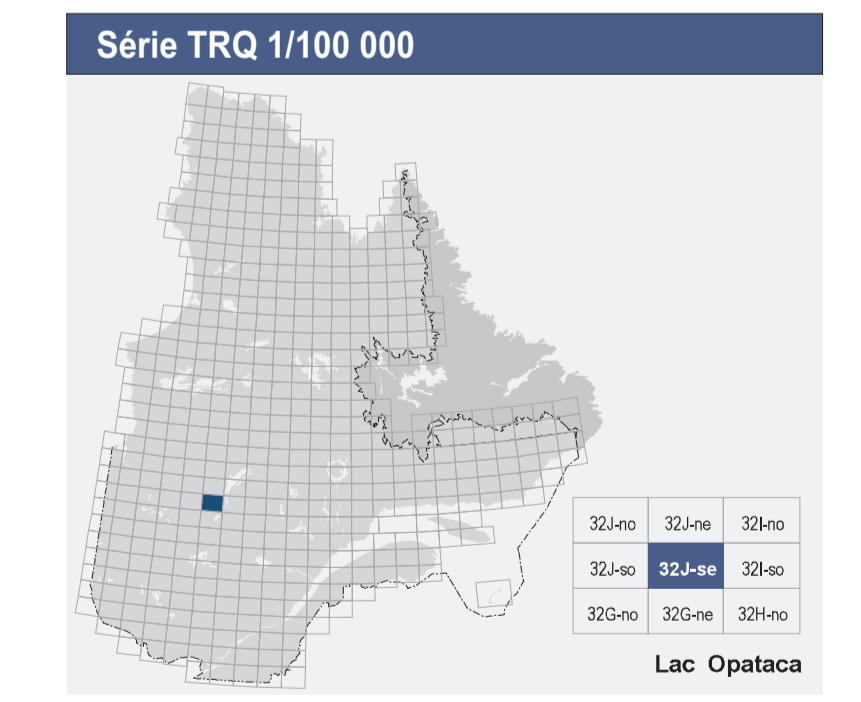 Série TRQ 1/100 000
32J-no 32J-ne 32I-no
32J-so 32J-se 32I-so
32G-no 32G-ne 32H-no
Lac Opataca